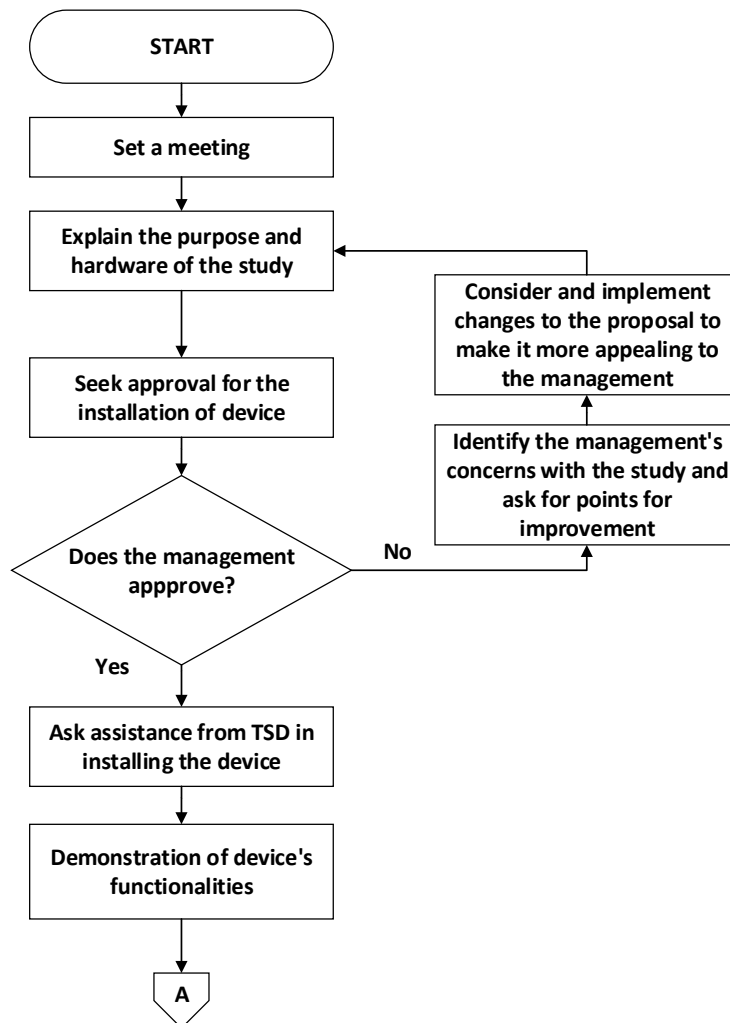 START
Set a meeting
Explain the purpose and
hardware of the study
Consider and implement
changes to the proposal to
make it more appealing to
the management
Seek approval for the
installation of device
Identify the management's
concerns with the study and
ask for points for
improvement
Does the management
appprove?
No
Yes
Ask assistance from TSD in
installing the device
Demonstration of device's
functionalities
A